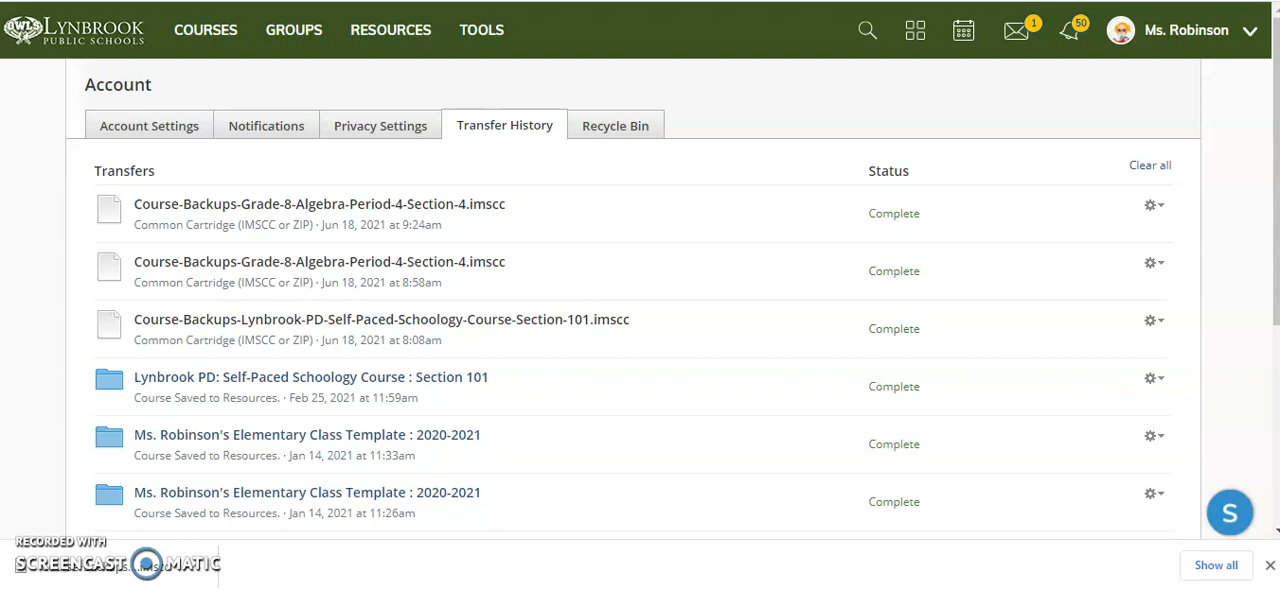 OWLS LYNBROOK
PUBLIC SCHOOLS
COURSES GROUPS RESOURCES TOOLS
1 50 Ms. Robinson
Account
Account Settings Notifications Privacy Settings Transfer History Recycle Bin
Transfers Status Clear all
Course-Backups-Grade-8-Algebra-Period-4-Section-4.imscc
Common Cartridge (IMSCC or ZIP) · Jun 18, 2021 at 9:24am
Complete
Course-Backups-Grade-8-Algebra-Period-4-Section-4.imscc
Common Cartridge (IMSCC or ZIP) · Jun 18, 2021 at 8:58am
Complete
Course-Backups-Lynbrook-PD-Self-Paced-Schoology-Course-Section-101.imscc
Common Cartridge (IMSCC or ZIP) · Jun 18, 2021 at 8:08am
Complete
Lynbrook PD: Self-Paced Schoology Course : Section 101
Course Saved to Resources. · Feb 25, 2021 at 11:59am
Complete
Ms. Robinson's Elementary Class Template : 2020-2021
Course Saved to Resources. · Jan 14, 2021 at 11:33am
Complete
Ms. Robinson's Elementary Class Template : 2020-2021
Course Saved to Resources. · Jan 14, 2021 at 11:26am
Complete
S
RECORDED WITH
SCREENCAST MATIC
Show all